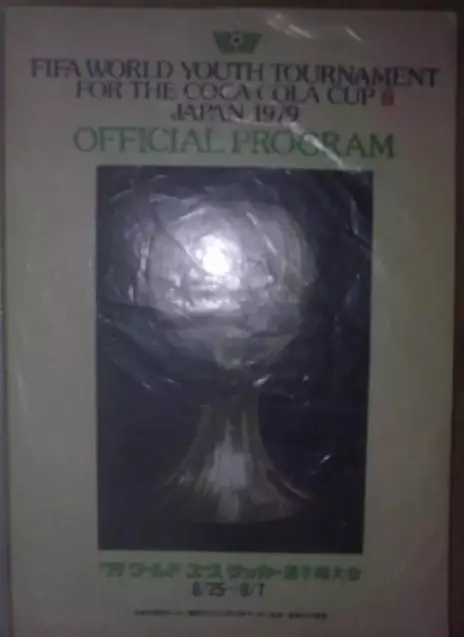 FIFA WORLD YOUTH TOURNAMENT
FOR THE COCA-COLA CUP
JAPAN 1979
OFFICIAL PROGRAM
'79 ワールド ユース サッカー選手権大会
8/25—9/7